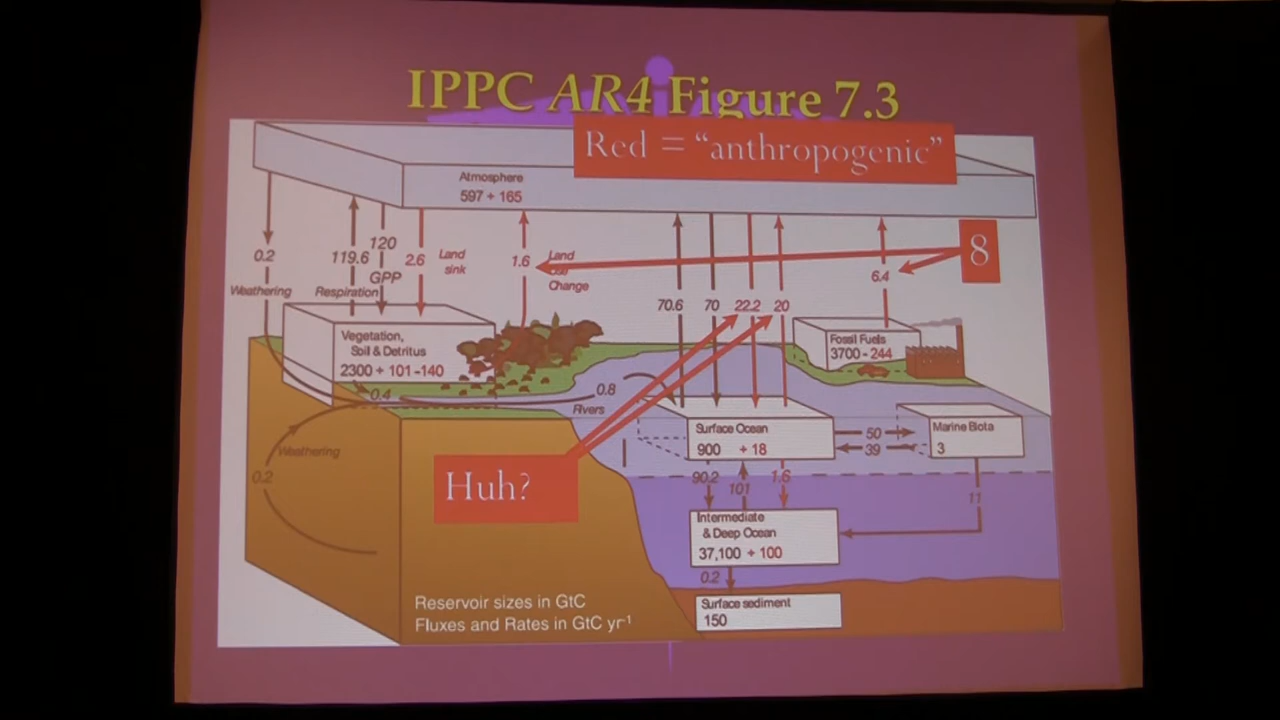 IPPC AR4 Figure 7.3
Red = “anthropogenic”
Atmosphere
597 + 165
8
0.2
Weathering
119.6
Respiration
120
GPP
2.6
Land
sink
1.6
Land
Use
Change
70.6
70
22.2
20
6.4
Vegetation,
Soil & Detritus
2300 + 101 -140
Fossil Fuels
3700 - 244
0.4
0.8
Rivers
Surface Ocean
900 + 18
50
39
Marine Biota
3
Weathering
0.2
Huh?
90.2
101
1.6
11
Intermediate
& Deep Ocean
37,100 + 100
0.2
Surface sediment
150
Reservoir sizes in GtC
Fluxes and Rates in GtC yr-1